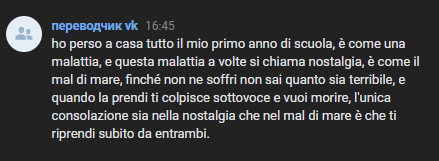 переводчик vk 16:45
ho perso a casa tutto il mio primo anno di scuola, è come una
malattia, e questa malattia a volte si chiama nostalgia, è come il
mal di mare, finché non ne soffri non sai quanto sia terribile, e
quando la prendi ti colpisce sottovoce e vuoi morire, l'unica
consolazione sia nella nostalgia che nel mal di mare è che ti
riprendi subito da entrambi.